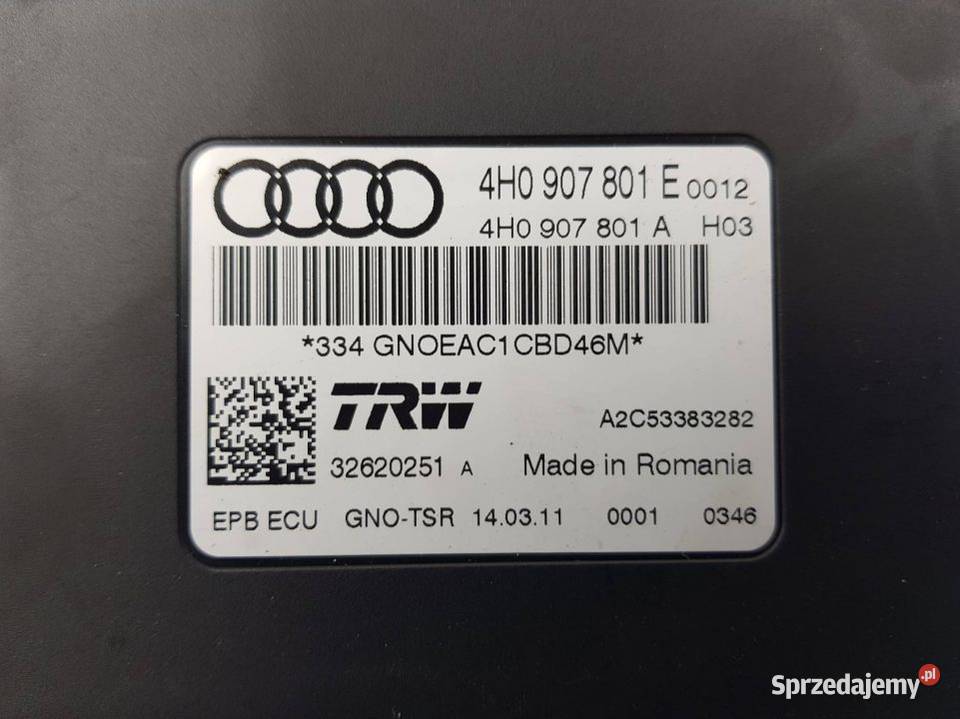 4H0 907 801 E 0012
4H0 907 801 A H03
*334 GNOEAC1CBD46M*
TRW A2C53383282
32620251 A Made in Romania
EPB ECU GNO-TSR 14.03.11 0001 0346
Sprzedajemy.pl